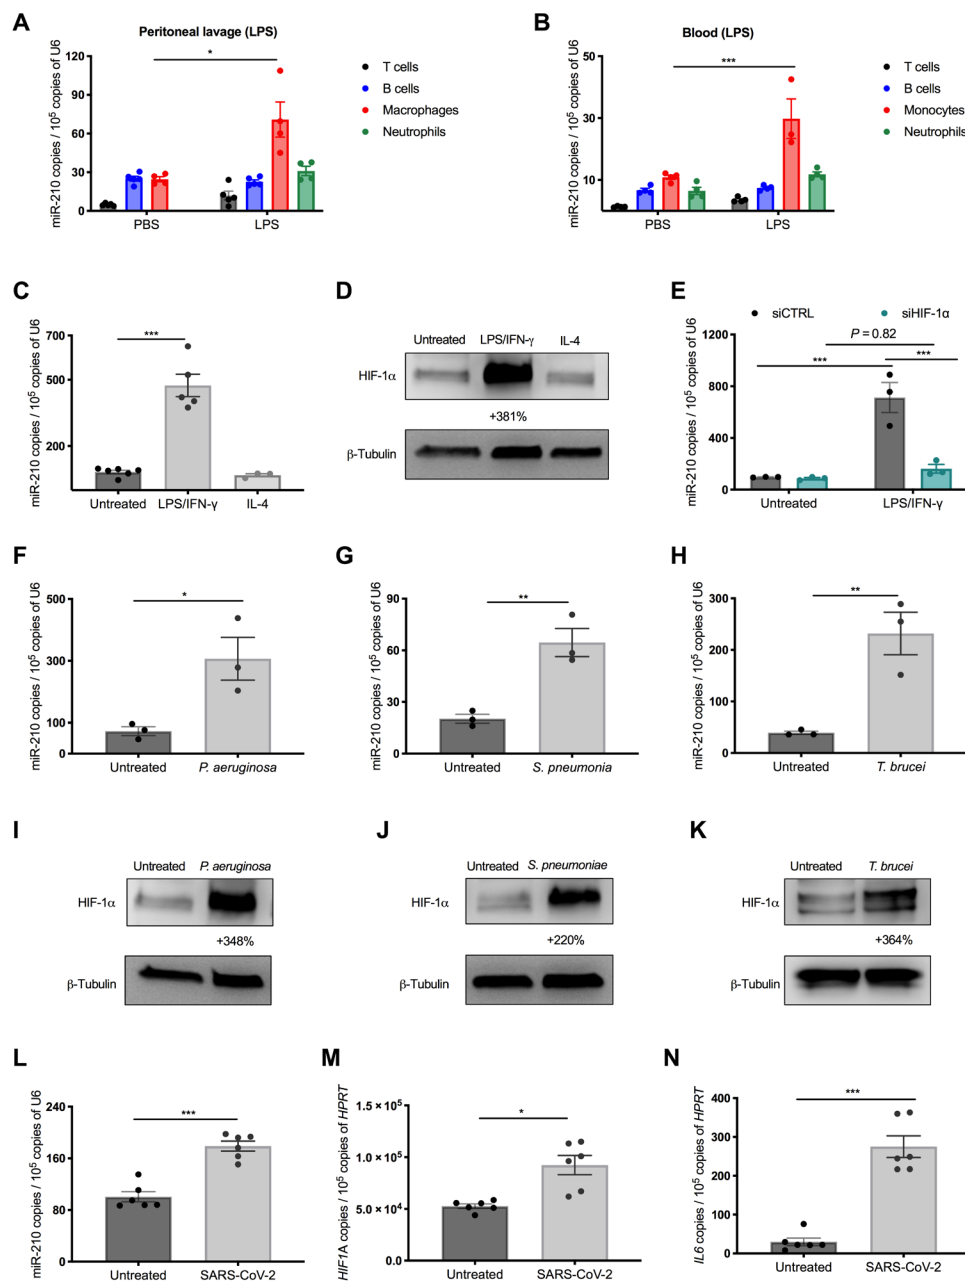 A
Peritoneal lavage (LPS)
miR-210 copies / 10⁵ copies of U6
120
90
60
30
0
*
PBS
LPS
T cells
B cells
Macrophages
Neutrophils
B
Blood (LPS)
miR-210 copies / 10⁵ copies of U6
50
30
10
***
PBS
LPS
T cells
B cells
Monocytes
Neutrophils
C
miR-210 copies / 10⁵ copies of U6
700
500
200
***
Untreated
LPS/IFN-γ
IL-4
D
Untreated
LPS/IFN-γ
IL-4
HIF-1α
+381%
β-Tubulin
E
siCTRL
siHIF-1α
miR-210 copies / 10⁵ copies of U6
1200
800
400
0
P = 0.82
***
***
Untreated
LPS/IFN-γ
F
miR-210 copies / 10⁵ copies of U6
500
300
100
0
*
Untreated
P. aeruginosa
G
miR-210 copies / 10⁵ copies of U6
90
60
30
0
**
Untreated
S. pneumonia
H
miR-210 copies / 10⁵ copies of U6
300
200
100
0
**
Untreated
T. brucei
I
Untreated
P. aeruginosa
HIF-1α
+348%
β-Tubulin
J
Untreated
S. pneumoniae
HIF-1α
+220%
β-Tubulin
K
Untreated
T. brucei
HIF-1α
+364%
β-Tubulin
L
miR-210 copies / 10⁵ copies of U6
240
160
80
0
***
Untreated
SARS-CoV-2
M
HIF1A copies / 10⁵ copies of HPRT
1.5 × 10⁵
1.0 × 10⁵
5.0 × 10⁴
0.0
*
Untreated
SARS-CoV-2
N
IL6 copies / 10⁵ copies of HPRT
400
300
200
100
0
***
Untreated
SARS-CoV-2